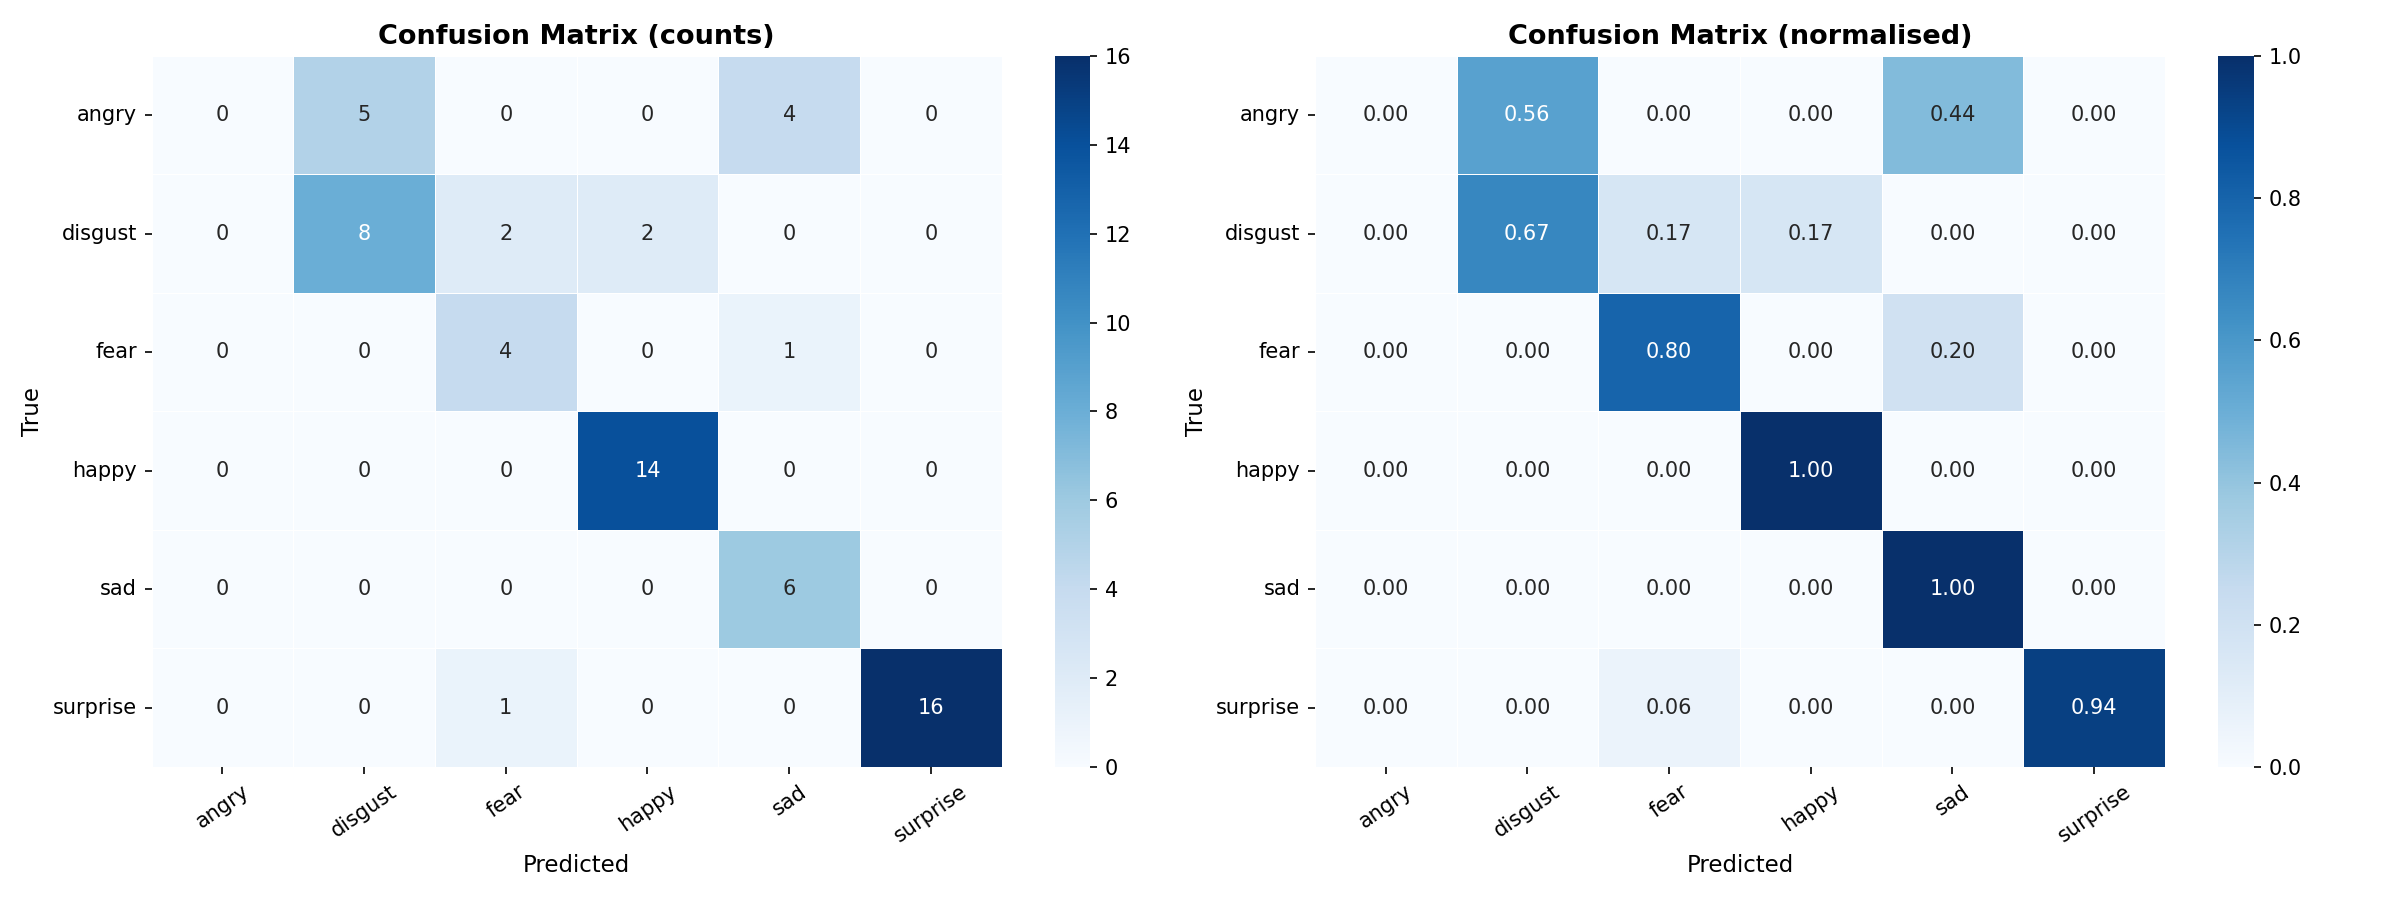 Confusion Matrix (counts)
angry 0 5 0 0 4 0
disgust 0 8 2 2 0 0
fear 0 0 4 0 1 0
happy 0 0 0 14 0 0
sad 0 0 0 0 6 0
surprise 0 0 1 0 0 16
True
angry disgust fear happy sad surprise
Predicted
16
14
12
10
8
6
4
2
0
Confusion Matrix (normalised)
angry 0.00 0.56 0.00 0.00 0.44 0.00
disgust 0.00 0.67 0.17 0.17 0.00 0.00
fear 0.00 0.00 0.80 0.00 0.20 0.00
happy 0.00 0.00 0.00 1.00 0.00 0.00
sad 0.00 0.00 0.00 0.00 1.00 0.00
surprise 0.00 0.00 0.06 0.00 0.00 0.94
True
angry disgust fear happy sad surprise
Predicted
1.0
0.8
0.6
0.4
0.2
0.0